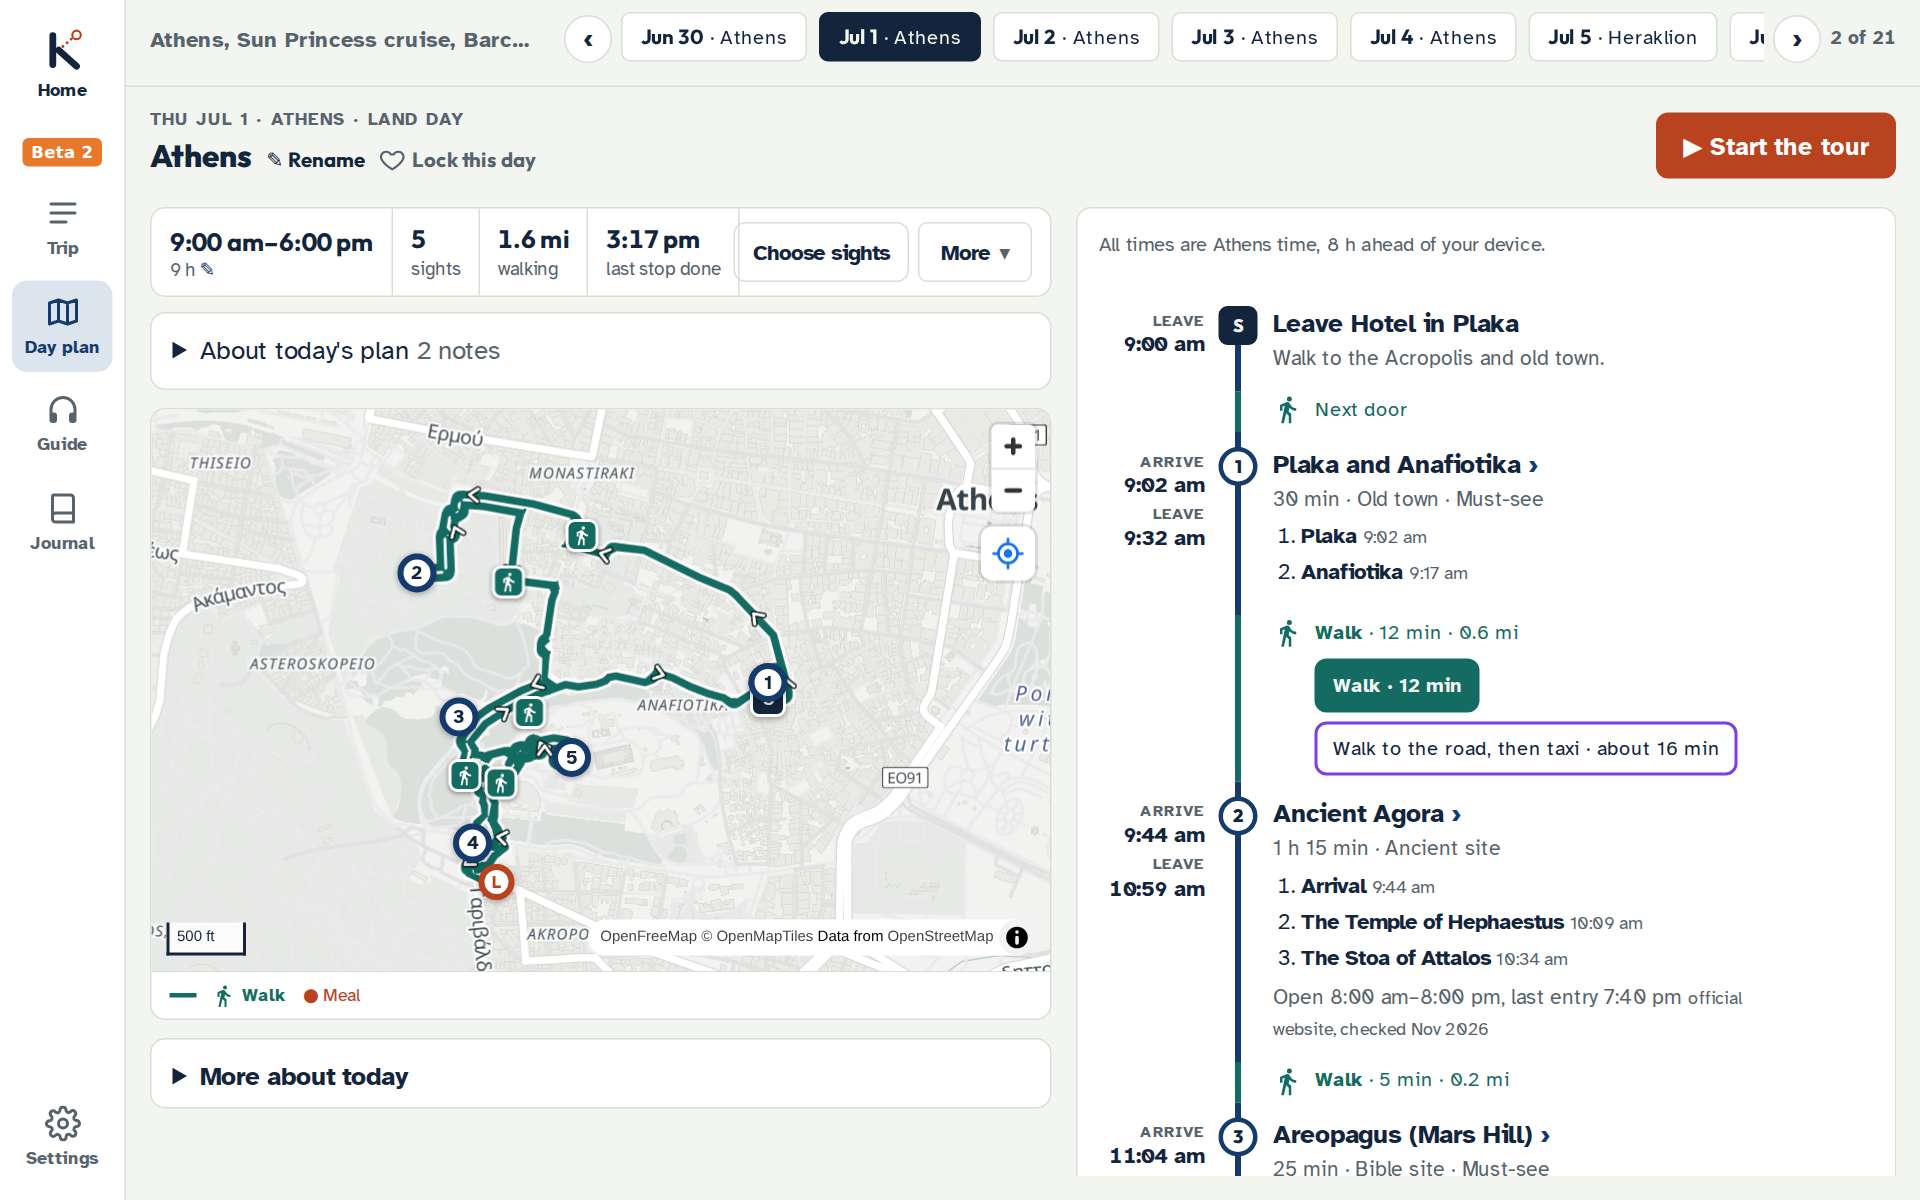 Home
Beta 2
Trip
Day plan
Guide
Journal
Settings
Athens, Sun Princess cruise, Barc...
‹
Jun 30 · Athens
Jul 1 · Athens
Jul 2 · Athens
Jul 3 · Athens
Jul 4 · Athens
Jul 5 · Heraklion
›
2 of 21
THU JUL 1 · ATHENS · LAND DAY
Athens
✎ Rename
Lock this day
▶ Start the tour
9:00 am–6:00 pm
9 h ✎
5
sights
1.6 mi
walking
3:17 pm
last stop done
Choose sights
More ▾
▶ About today's plan 2 notes
Ερμού
THISEIO
MONASTIRAKI
Ακάμαντος
ASTEROSKOPEIO
ANAFIOTIKA
EO91
+
−
1
2
3
4
5
L
500 ft
OpenFreeMap © OpenMapTiles Data from OpenStreetMap
Walk
Meal
▶ More about today
All times are Athens time, 8 h ahead of your device.
LEAVE
9:00 am
S
Leave Hotel in Plaka
Walk to the Acropolis and old town.
Next door
ARRIVE
9:02 am
LEAVE
9:32 am
1
Plaka and Anafiotika ›
30 min · Old town · Must-see
1. Plaka 9:02 am
2. Anafiotika 9:17 am
Walk · 12 min · 0.6 mi
Walk · 12 min
Walk to the road, then taxi · about 16 min
ARRIVE
9:44 am
LEAVE
10:59 am
2
Ancient Agora ›
1 h 15 min · Ancient site
1. Arrival 9:44 am
2. The Temple of Hephaestus 10:09 am
3. The Stoa of Attalos 10:34 am
Open 8:00 am–8:00 pm, last entry 7:40 pm official
website, checked Nov 2026
Walk · 5 min · 0.2 mi
ARRIVE
11:04 am
3
Areopagus (Mars Hill) ›
25 min · Bible site · Must-see